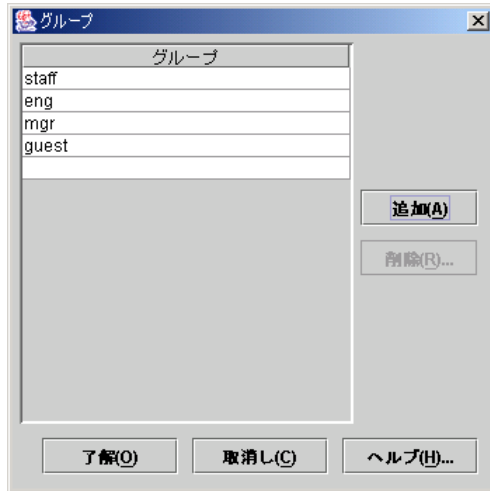 グループ
グループ
staff
eng
mgr
guest
追加(A)
削除(R)...
了解(O)
取消し(C)
ヘルプ(H)...